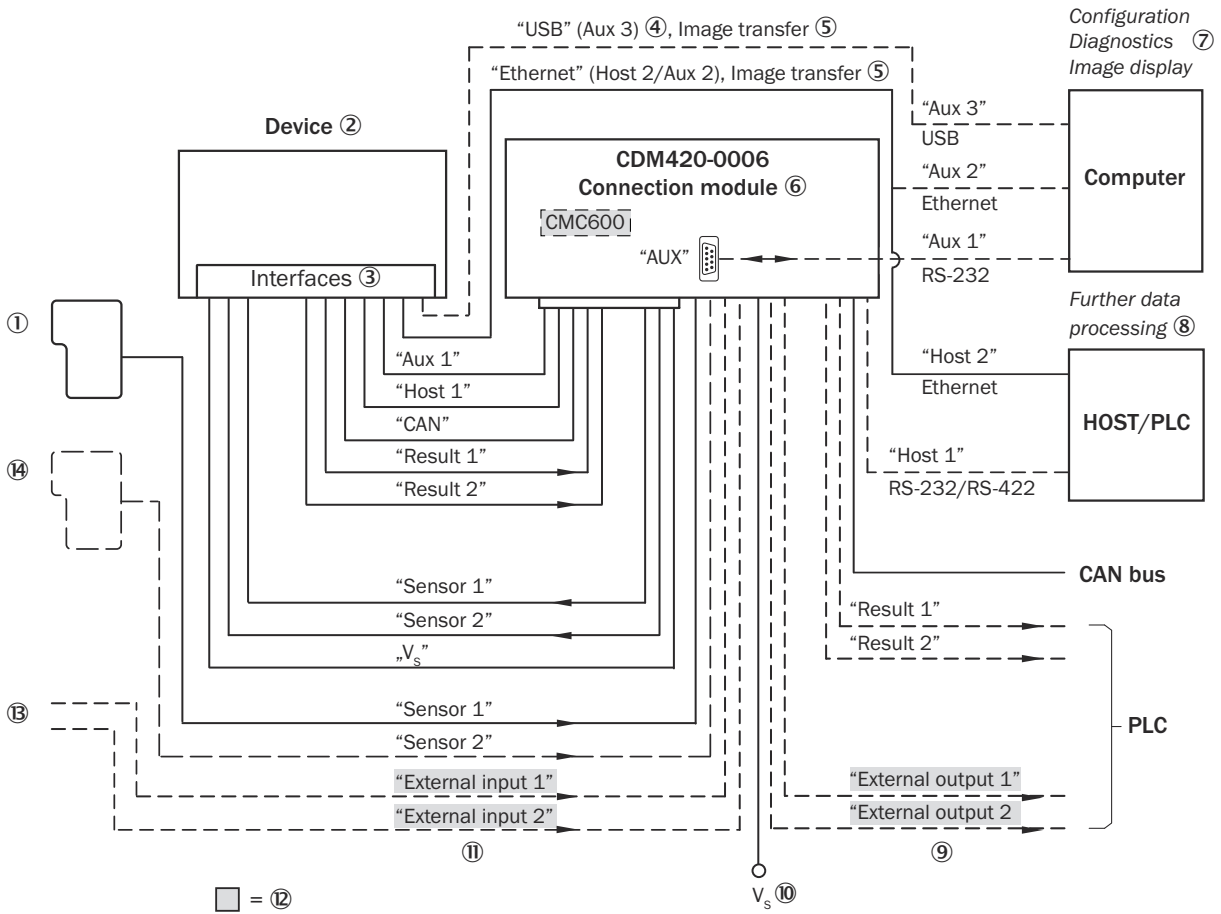 “USB” (Aux 3) ④, Image transfer ⑤
Configuration
Diagnostics ⑦
Image display
“Ethernet” (Host 2/Aux 2), Image transfer ⑤
Device ②
“Aux 3”
USB
CDM420-0006
Connection module ⑥
“Aux 2”
Ethernet
Computer
CMC600
“AUX”
“Aux 1”
RS-232
Interfaces ③
①
Further data
processing ⑧
“Aux 1”
“Host 2”
Ethernet
“Host 1”
“CAN”
HOST/PLC
“Result 1”
“Host 1”
RS-232/RS-422
⑭
“Result 2”
CAN bus
“Sensor 1”
“Result 1”
“Sensor 2”
“Result 2”
„Vs”
⑬
“Sensor 1”
PLC
“Sensor 2”
“External input 1”
“External output 1”
“External input 2”
“External output 2
⑪
⑨
= ⑫
Vs ⑩